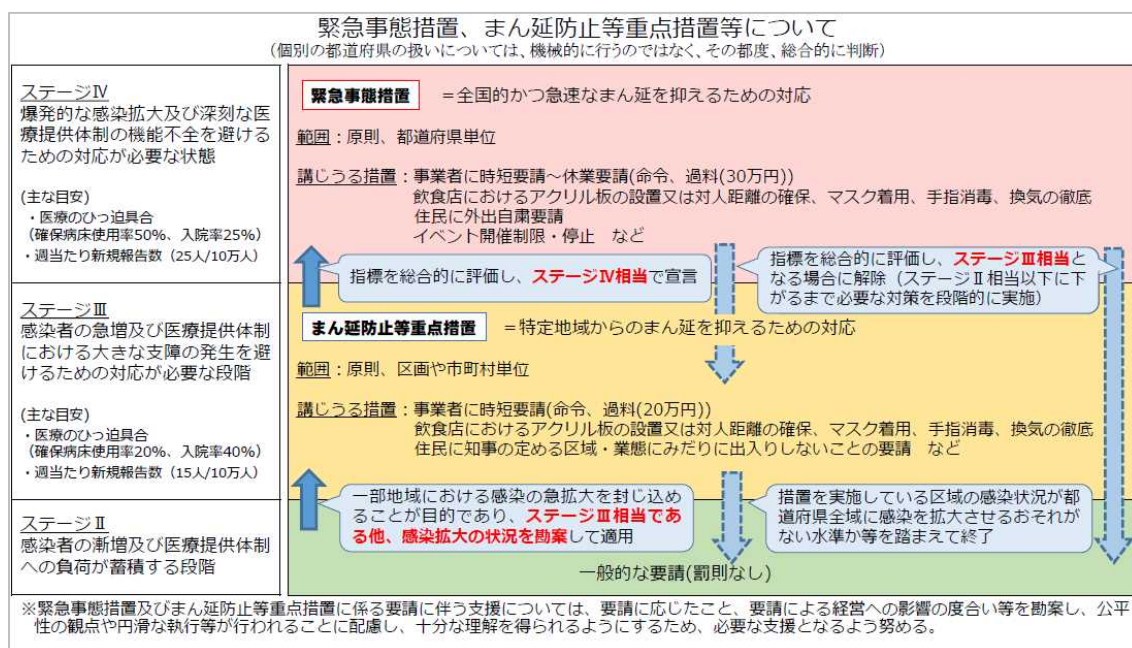 緊急事態措置、まん延防止等重点措置等について
(個別の都道府県の扱いについては、機械的に行うのではなく、その都度、総合的に判断)
ステージⅣ
爆発的な感染拡大及び深刻な医
療提供体制の機能不全を避ける
ための対応が必要な状態
(主な目安)
・医療のひっ迫具合
(確保病床使用率50%、入院率25%)
・週当たり新規報告数(25人/10万人)
緊急事態措置 =全国的かつ急速なまん延を抑えるための対応
範囲:原則、都道府県単位
講じうる措置:事業者に時短要請~休業要請(命令、過料(30万円))
飲食店におけるアクリル板の設置又は対人距離の確保、マスク着用、手指消毒、換気の徹底
住民に外出自粛要請
イベント開催制限・停止 など
指標を総合的に評価し、ステージⅣ相当で宣言
指標を総合的に評価し、ステージⅢ相当と
なる場合に解除(ステージⅡ相当以下に下
がるまで必要な対策を段階的に実施)
ステージⅢ
感染者の急増及び医療提供体制
における大きな支障の発生を避
けるための対応が必要な段階
(主な目安)
・医療のひっ迫具合
(確保病床使用率20%、入院率40%)
・週当たり新規報告数(15人/10万人)
まん延防止等重点措置 =特定地域からのまん延を抑えるための対応
範囲:原則、区画や市町村単位
講じうる措置:事業者に時短要請(命令、過料(20万円))
飲食店におけるアクリル板の設置又は対人距離の確保、マスク着用、手指消毒、換気の徹底
住民に知事の定める区域・業態にみだりに出入りしないことの要請 など
一部地域における感染の急拡大を封じ込め
ることが目的であり、ステージⅢ相当であ
る他、感染拡大の状況を勘案して適用
措置を実施している区域の感染状況が都
道府県全域に感染を拡大させるおそれが
ない水準か等を踏まえて終了
ステージⅡ
感染者の漸増及び医療提供体制
への負荷が蓄積する段階
一般的な要請(罰則なし)
※緊急事態措置及びまん延防止等重点措置に係る要請に伴う支援については、要請に応じたこと、要請による経営への影響の度合い等を勘案し、公平
性の観点や円滑な執行等が行われることに配慮し、十分な理解を得られるようにするため、必要な支援となるよう努める。